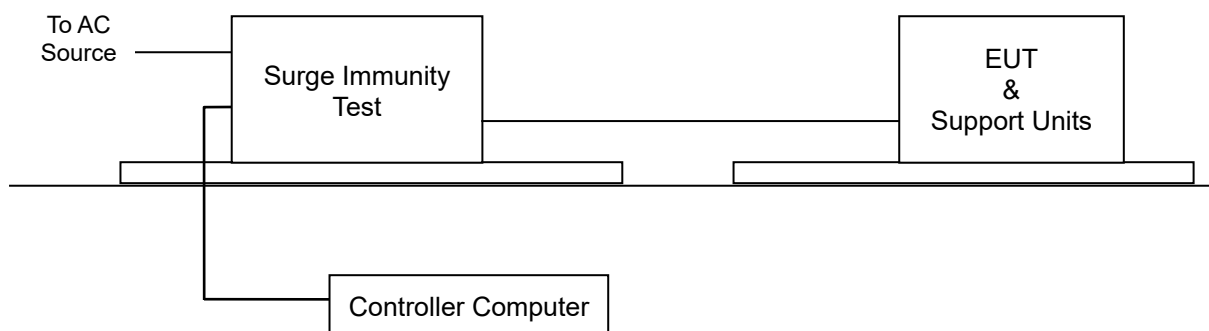 To AC
Source
Surge Immunity
Test
EUT
&
Support Units
Controller Computer